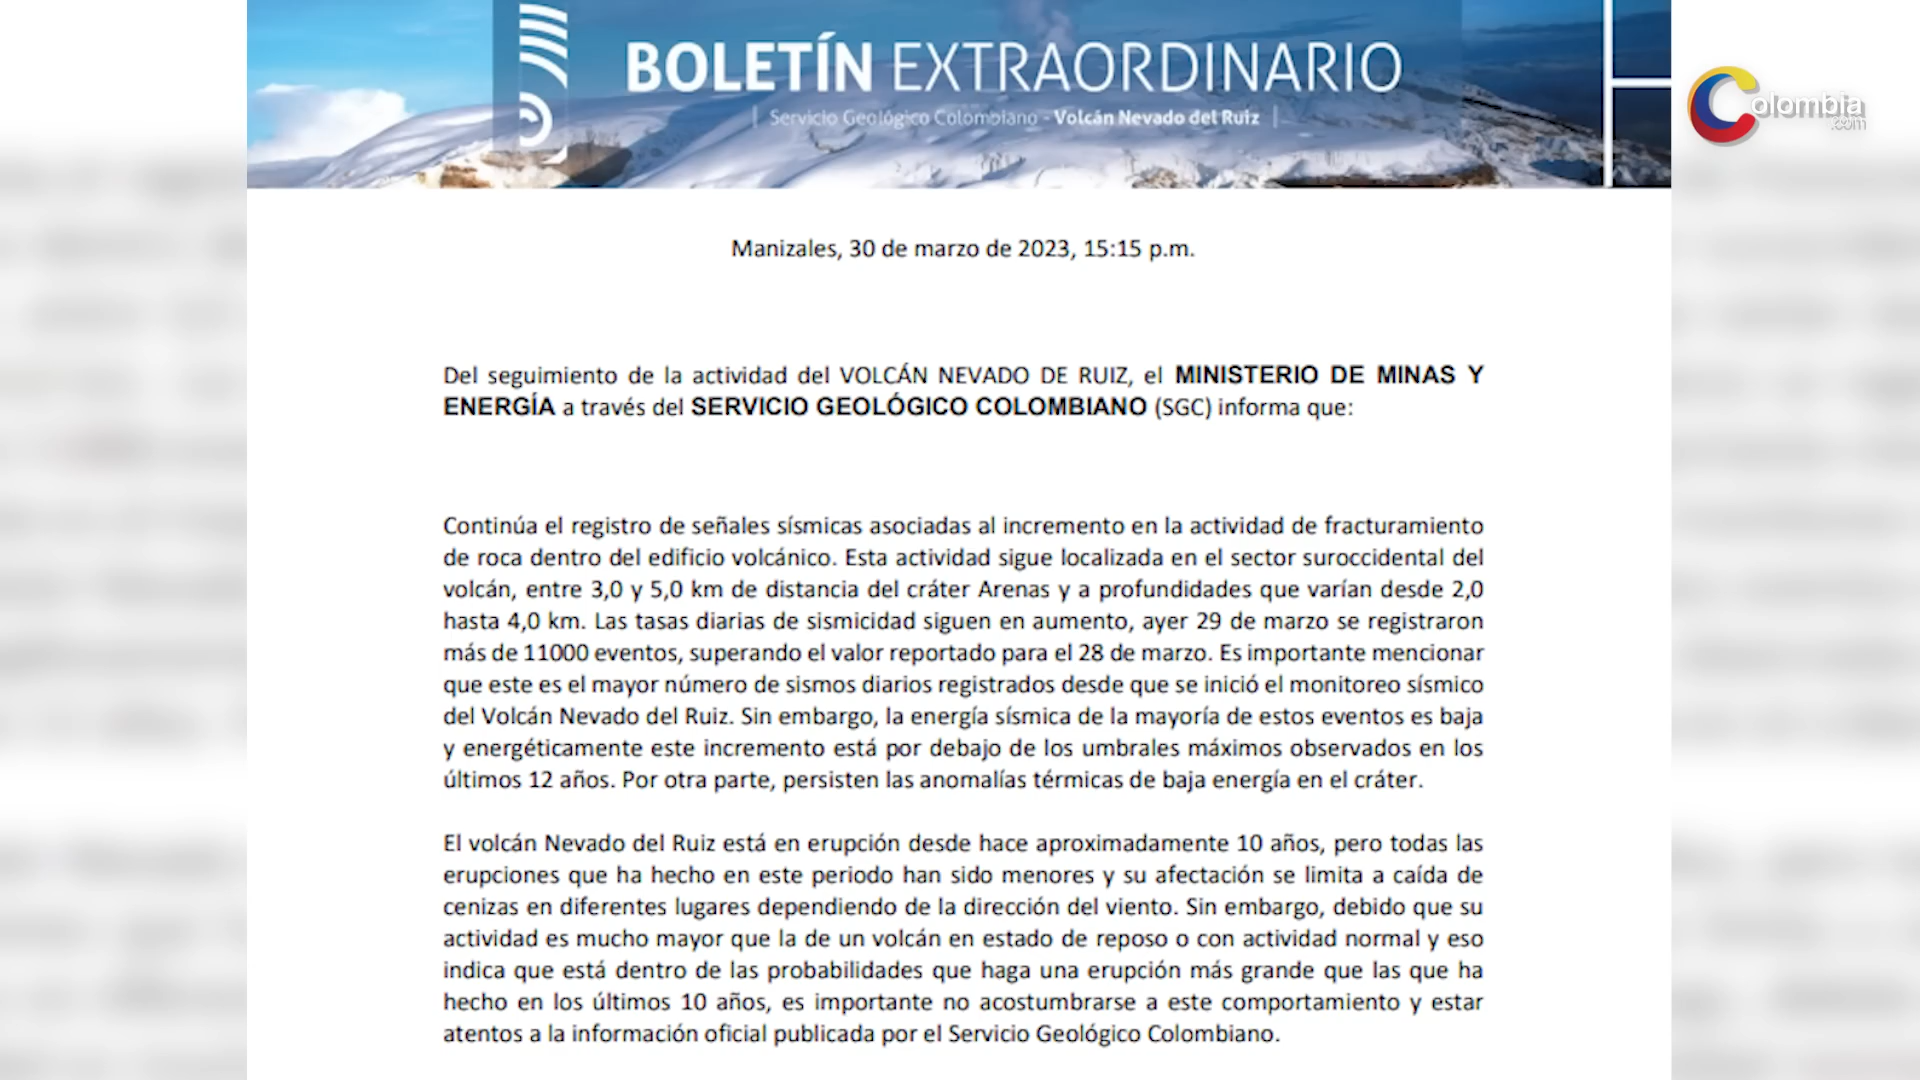 BOLETÍN EXTRAORDINARIO
| Servicio Geológico Colombiano - Volcán Nevado del Ruiz |
Colombia
.com
Manizales, 30 de marzo de 2023, 15:15 p.m.
Del seguimiento de la actividad del VOLCÁN NEVADO DE RUIZ, el MINISTERIO DE MINAS Y
ENERGÍA a través del SERVICIO GEOLÓGICO COLOMBIANO (SGC) informa que:
Continúa el registro de señales sísmicas asociadas al incremento en la actividad de fracturamiento
de roca dentro del edificio volcánico. Esta actividad sigue localizada en el sector suroccidental del
volcán, entre 3,0 y 5,0 km de distancia del cráter Arenas y a profundidades que varían desde 2,0
hasta 4,0 km. Las tasas diarias de sismicidad siguen en aumento, ayer 29 de marzo se registraron
más de 11000 eventos, superando el valor reportado para el 28 de marzo. Es importante mencionar
que este es el mayor número de sismos diarios registrados desde que se inició el monitoreo sísmico
del Volcán Nevado del Ruiz. Sin embargo, la energía sísmica de la mayoría de estos eventos es baja
y energéticamente este incremento está por debajo de los umbrales máximos observados en los
últimos 12 años. Por otra parte, persisten las anomalías térmicas de baja energía en el cráter.
El volcán Nevado del Ruiz está en erupción desde hace aproximadamente 10 años, pero todas las
erupciones que ha hecho en este periodo han sido menores y su afectación se limita a caída de
cenizas en diferentes lugares dependiendo de la dirección del viento. Sin embargo, debido que su
actividad es mucho mayor que la de un volcán en estado de reposo o con actividad normal y eso
indica que está dentro de las probabilidades que haga una erupción más grande que las que ha
hecho en los últimos 10 años, es importante no acostumbrarse a este comportamiento y estar
atentos a la información oficial publicada por el Servicio Geológico Colombiano.